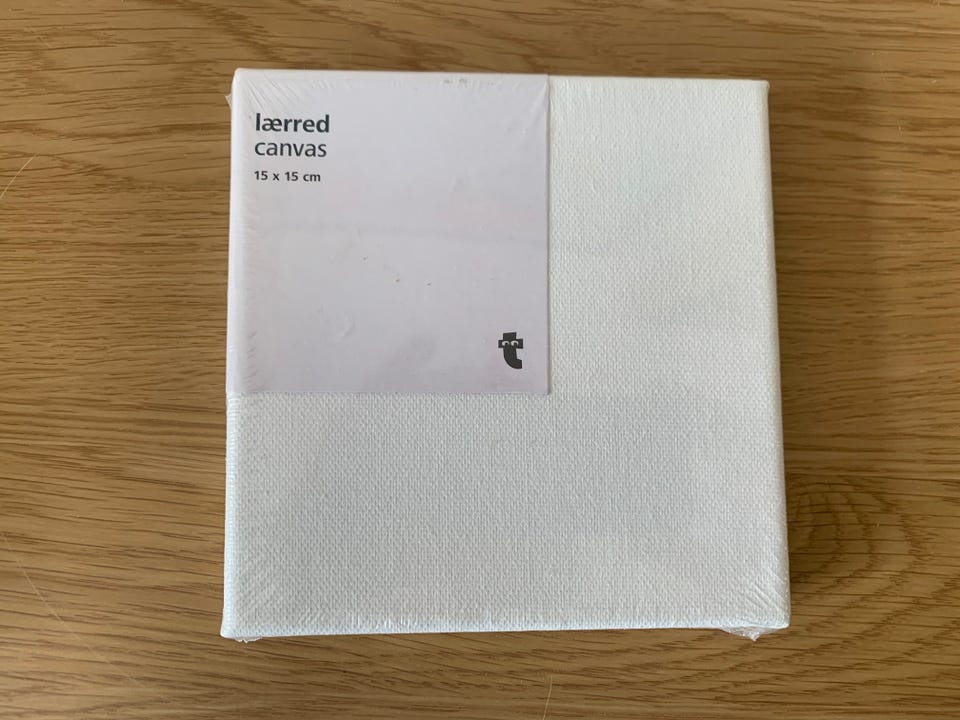 lærred
canvas
15 x 15 cm
t